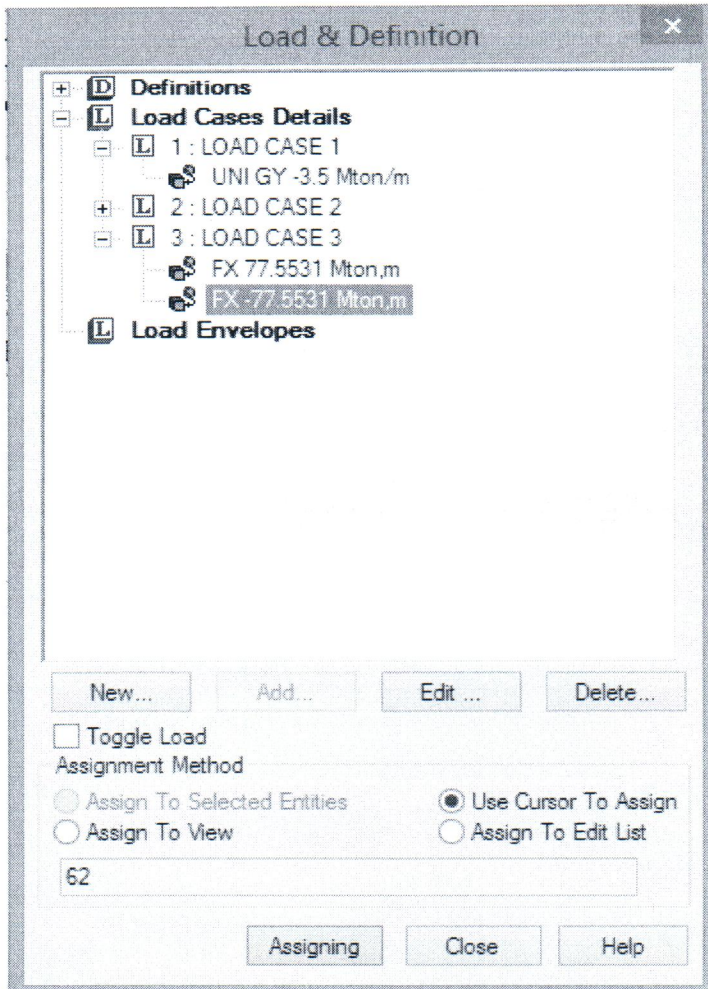 Load & Definition
Definitions
Load Cases Details
1 : LOAD CASE 1
UNI GY -3.5 Mton/m
2 : LOAD CASE 2
3 : LOAD CASE 3
FX 77.5531 Mton,m
FX -77.5531 Mton,m
Load Envelopes
New... Add... Edit ... Delete...
Toggle Load
Assignment Method
Assign To Selected Entities Use Cursor To Assign
Assign To View Assign To Edit List
62
Assigning Close Help